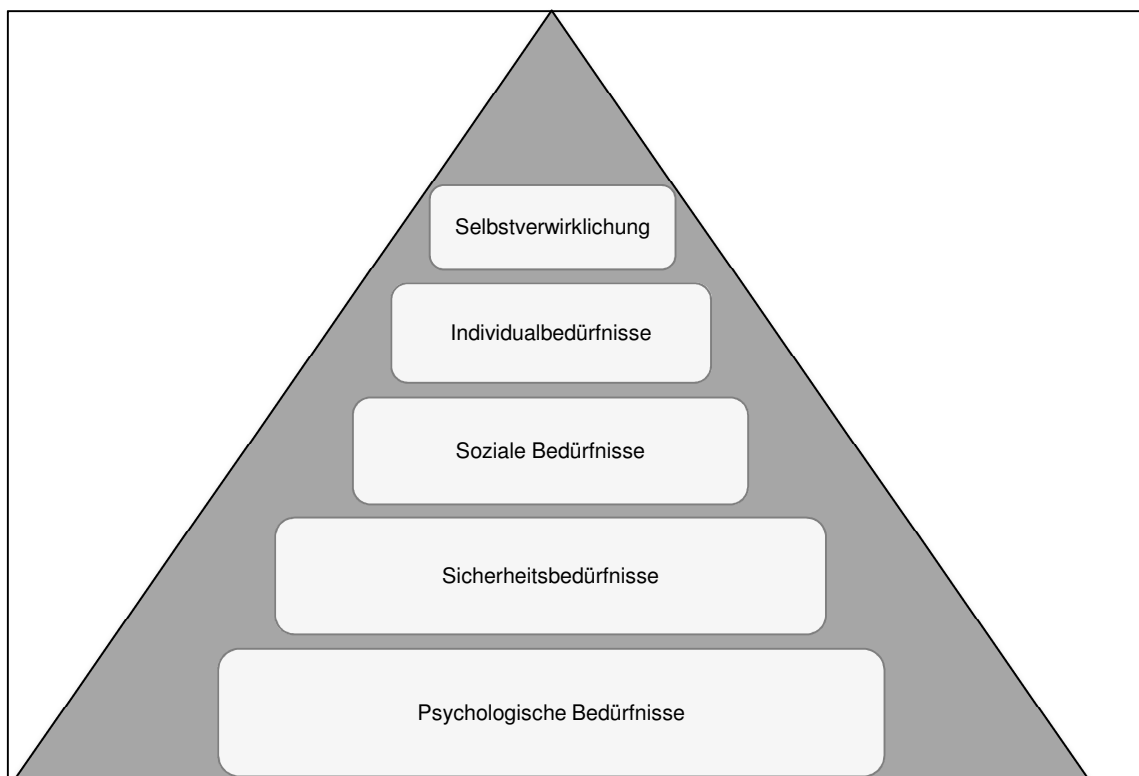 Selbstverwirklichung
Individualbedürfnisse
Soziale Bedürfnisse
Sicherheitsbedürfnisse
Psychologische Bedürfnisse